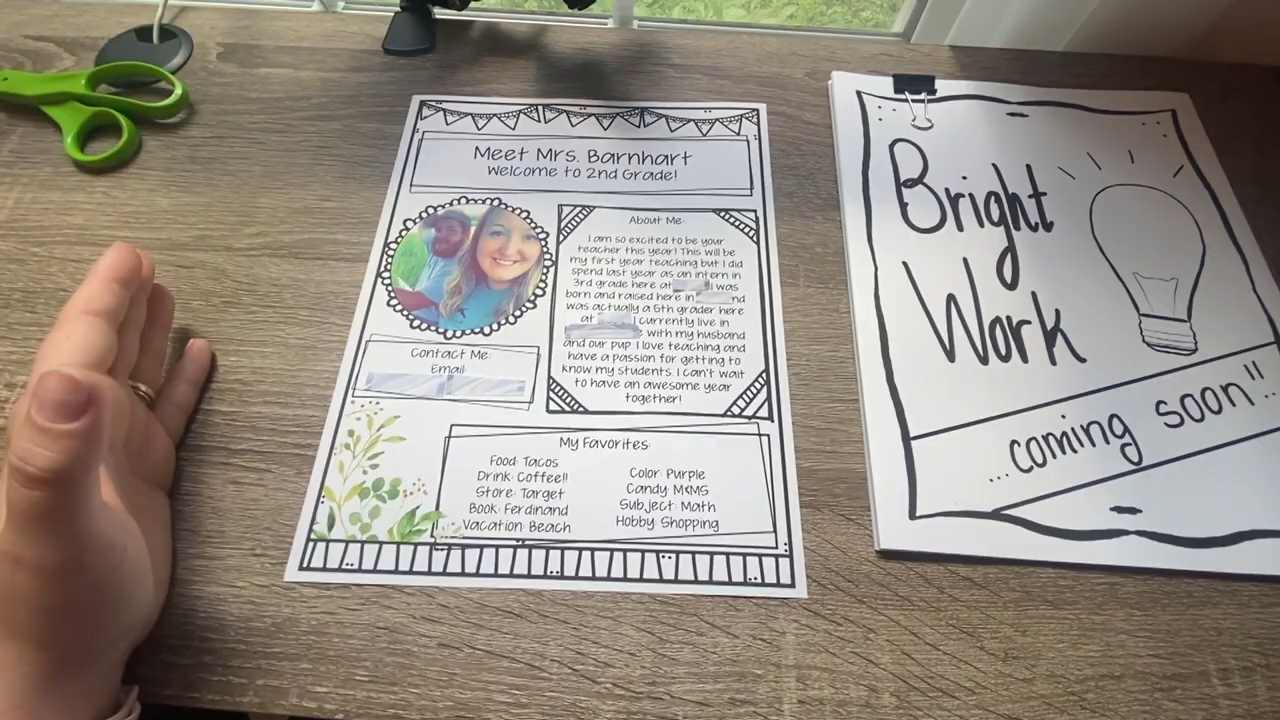 Meet Mrs. Barnhart
Welcome to 2nd Grade!
About Me:
I am so excited to be your
teacher this year! This will be
my first year teaching but I did
spend last year as an intern in
3rd grade here at I was
born and raised here in nd
was actually a 5th grader here
at I currently live in
with my husband
and our pup. I love teaching and
have a passion for getting to
know my students. I can't wait
to have an awesome year
together!
Contact Me:
Email:
My Favorites:
Food: Tacos
Drink: Coffee!!
Store: Target
Book: Ferdinand
Vacation: Beach
Color: Purple
Candy: M&MS
Subject: Math
Hobby: Shopping
Bright
Work
...coming soon!!...